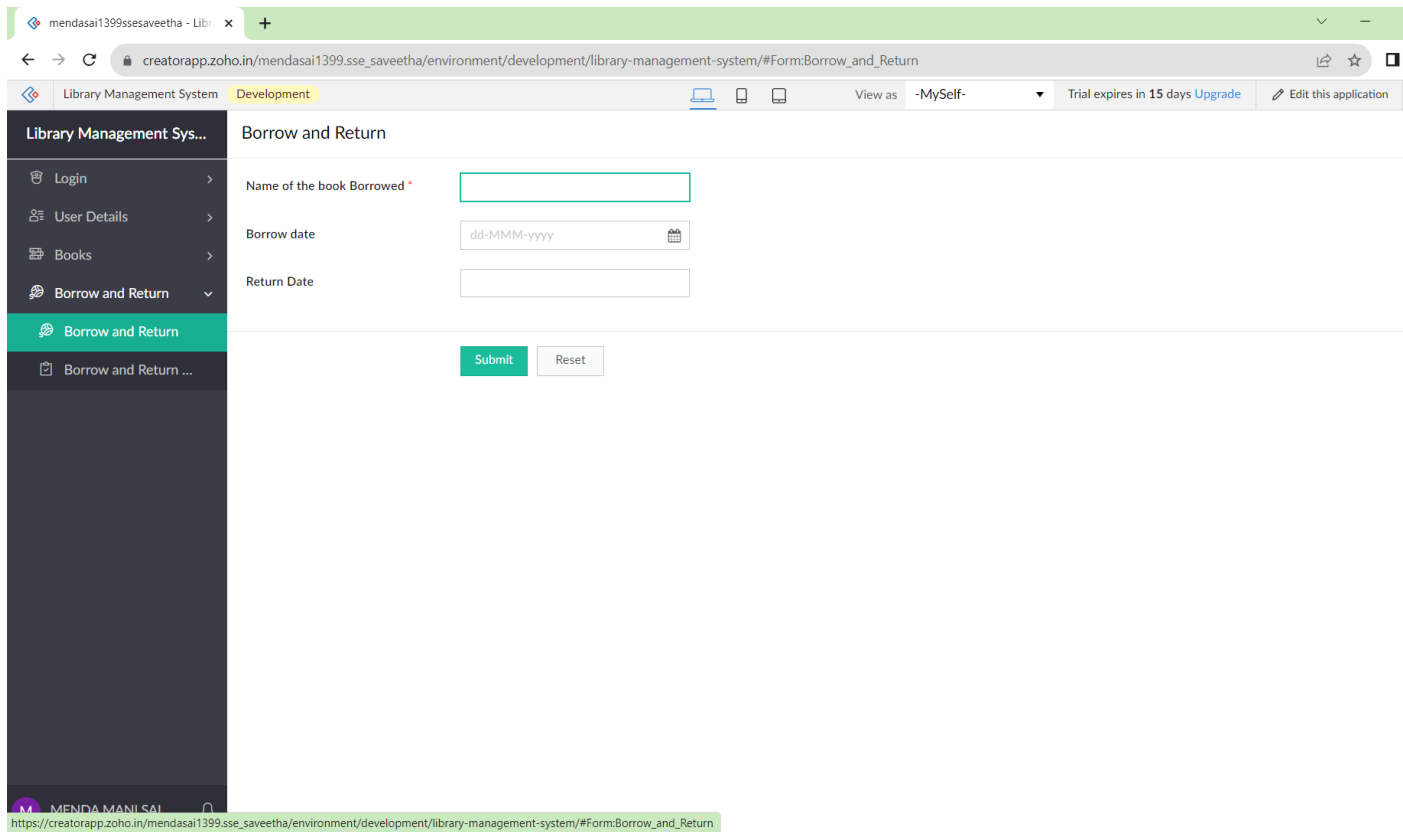 mendasai1399ssesaveetha - Libr
creatorapp.zoho.in/mendasai1399.sse_saveetha/environment/development/library-management-system/#Form:Borrow_and_Return
Library Management System Development View as -MySelf- Trial expires in 15 days Upgrade Edit this application
Library Management Sys...
Borrow and Return
Login
User Details
Books
Borrow and Return
Borrow and Return
Borrow and Return ...
Name of the book Borrowed *
Borrow date dd-MMM-yyyy
Return Date
Submit Reset
M MENDA MANI SAI
https://creatorapp.zoho.in/mendasai1399.sse_saveetha/environment/development/library-management-system/#Form:Borrow_and_Return